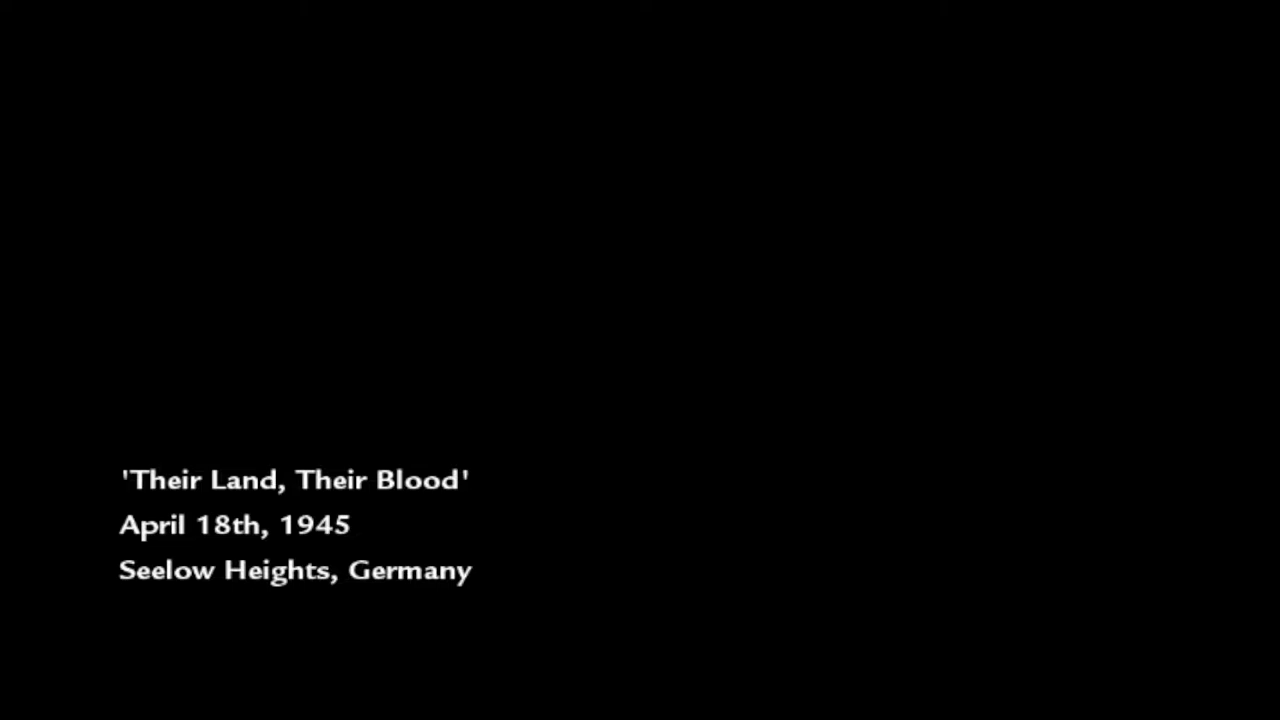 'Their Land, Their Blood'
April 18th, 1945
Seelow Heights, Germany